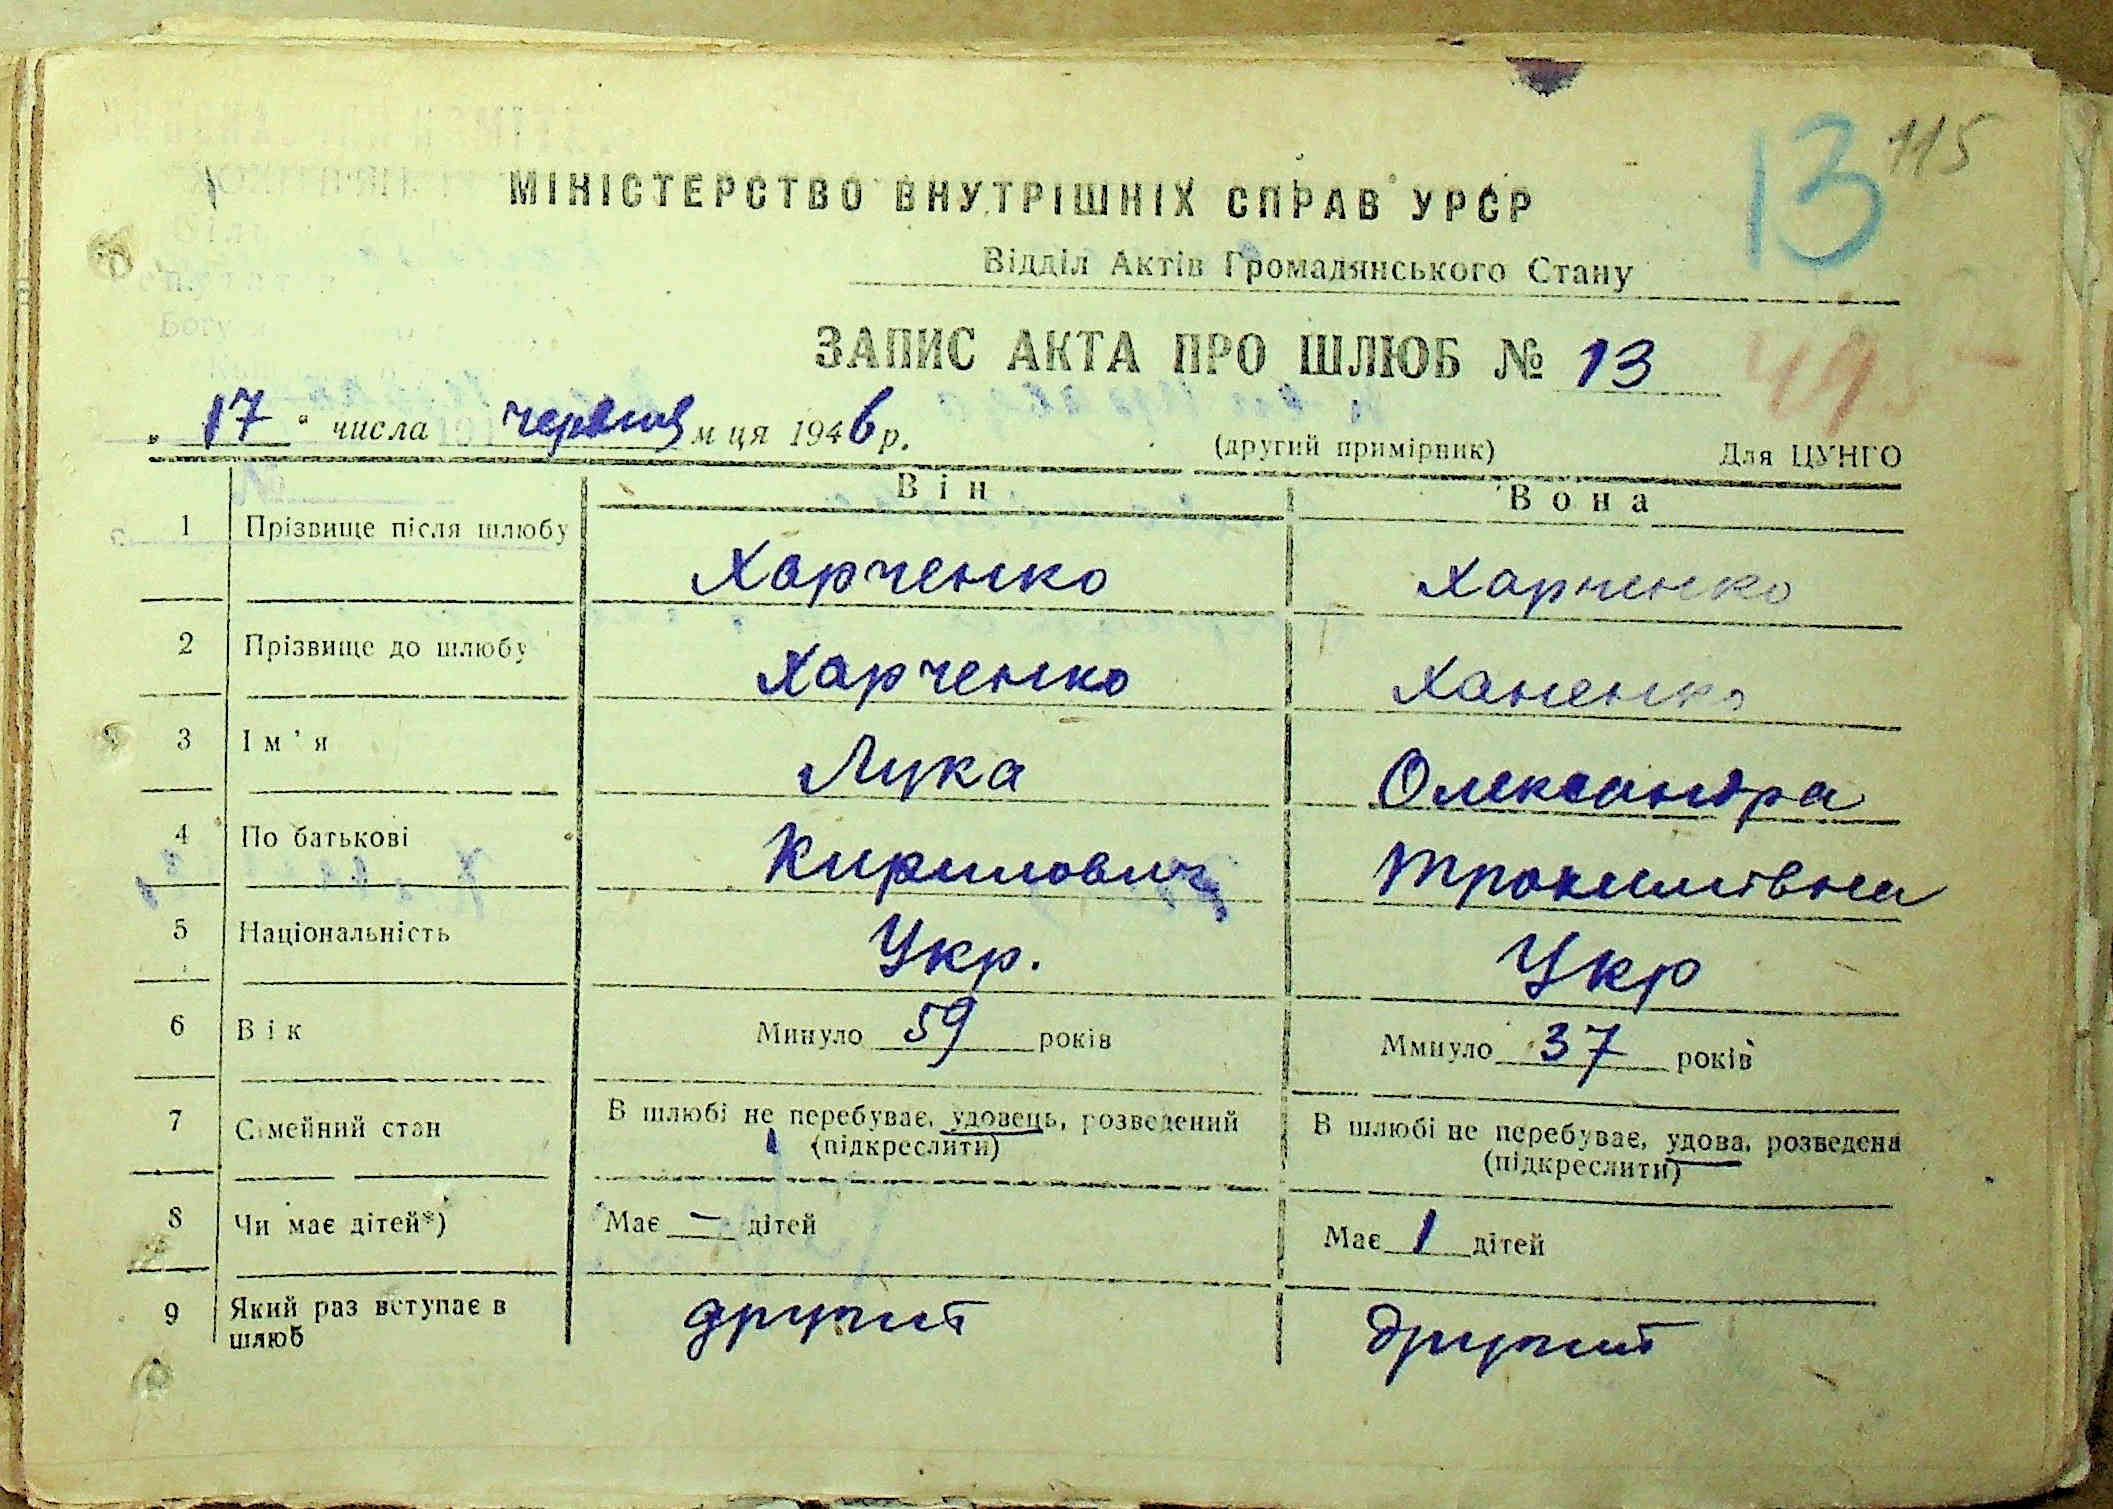 13 115
МІНІСТЕРСТВО ВНУТРІШНІХ СПРАВ УРСР
Відділ Актів Громадянського Стану
ЗАПИС АКТА ПРО ШЛЮБ № 13
49
„ 17 “ числа червня м ця 1946 р. (другий примірник) Для ЦУНГО
Він Вона
1 Прізвище після шлюбу Харченко Харченко
2 Прізвище до шлюбу Харченко Ханенко
3 Ім'я Лука Олександра
4 По батькові Кирилович Трохимівна
5 Національність Укр. Укр
6 Вік Минуло 59 років Ммнуло 37 років
7 Сімейний стан В шлюбі не перебуває, удовець, розведений В шлюбі не перебуває, удова, розведена
(підкреслити) (підкреслити)
8 Чи має дітей*) Має — дітей Має 1 дітей
9 Який раз вступає в другий другий
шлюб